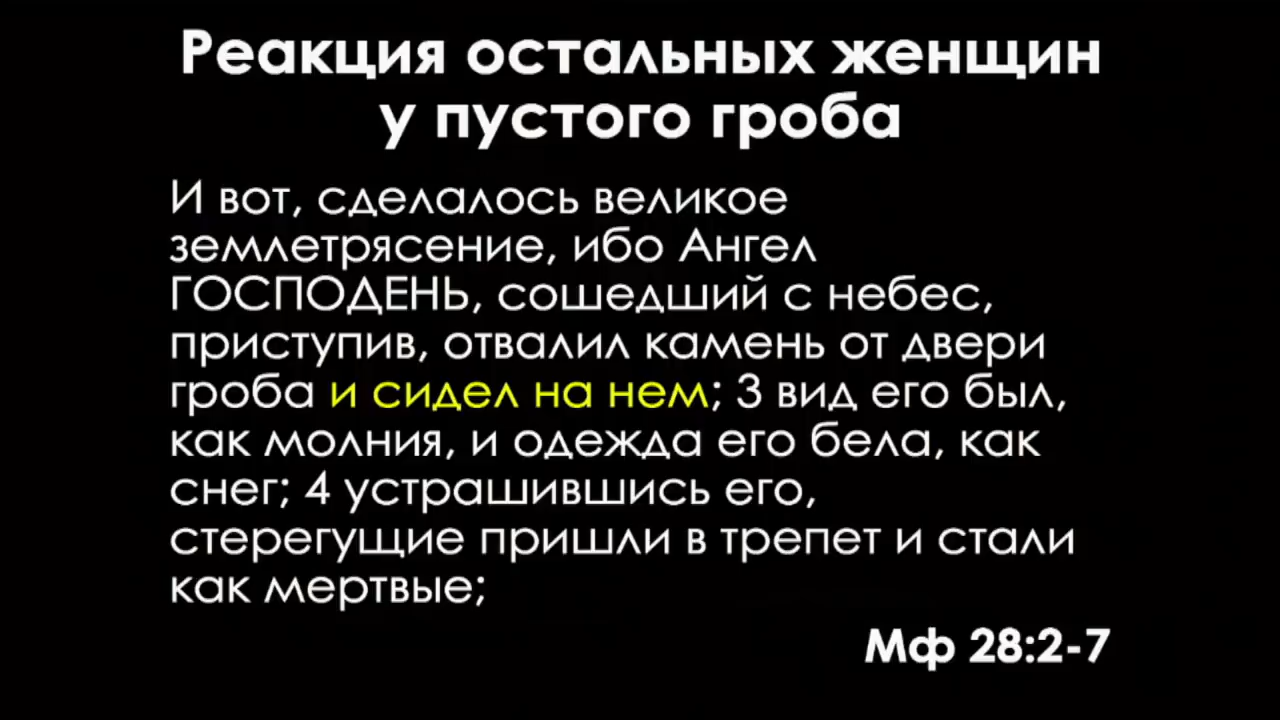 Реакция остальных женщин
у пустого гроба
И вот, сделалось великое
землетрясение, ибо Ангел
ГОСПОДЕНЬ, сошедший с небес,
приступив, отвалил камень от двери
гроба и сидел на нем; 3 вид его был,
как молния, и одежда его бела, как
снег; 4 устрашившись его,
стерегущие пришли в трепет и стали
как мертвые;
Мф 28:2-7